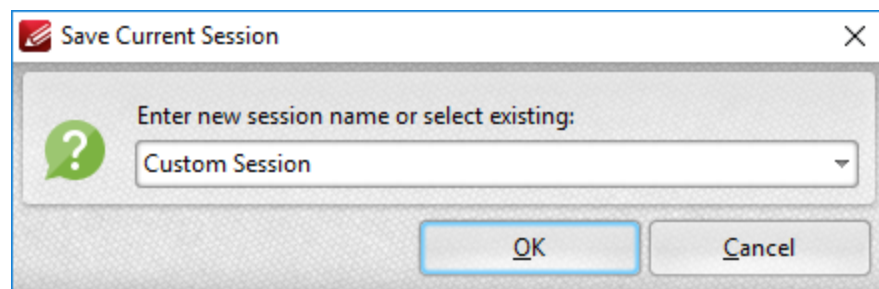 Save Current Session
Enter new session name or select existing:
Custom Session
OK
Cancel